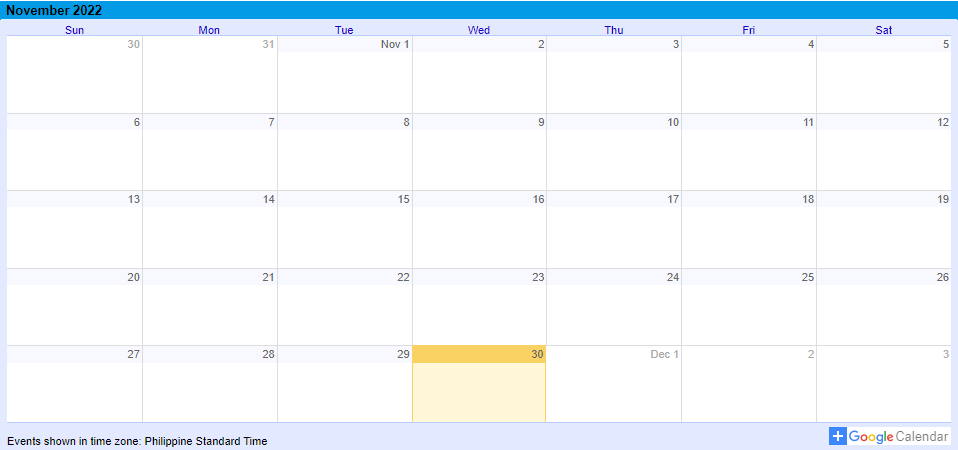 November 2022
Sun Mon Tue Wed Thu Fri Sat
30 31 Nov 1 2 3 4 5
6 7 8 9 10 11 12
13 14 15 16 17 18 19
20 21 22 23 24 25 26
27 28 29 30 Dec 1 2 3
Events shown in time zone: Philippine Standard Time
+ Google Calendar